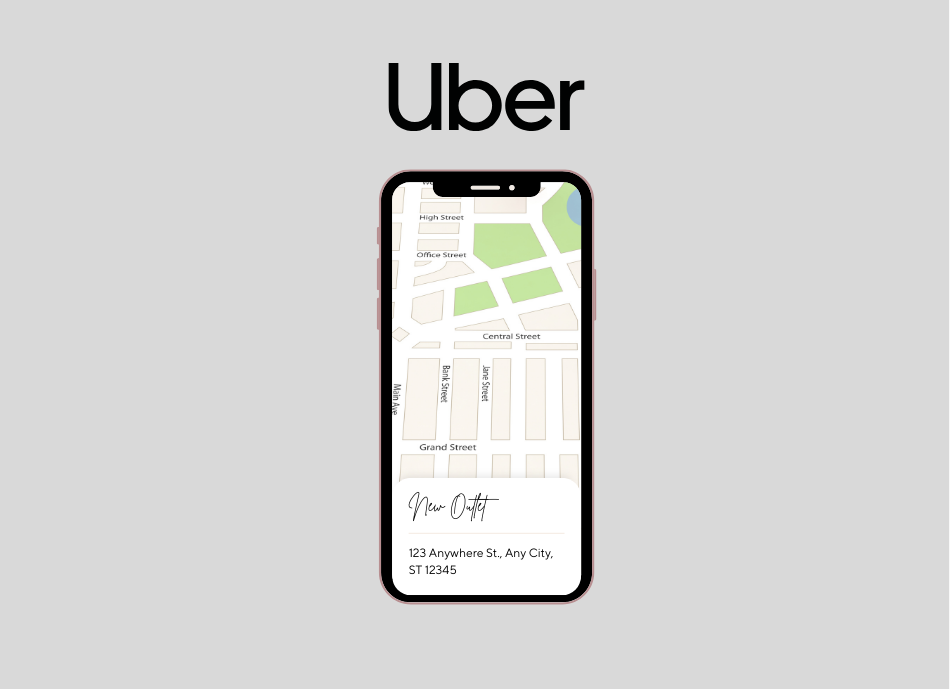 Uber
High Street
Office Street
Central Street
Bank Street
Jane Street
Main Ave
Grand Street
New Outlet
123 Anywhere St., Any City,
ST 12345